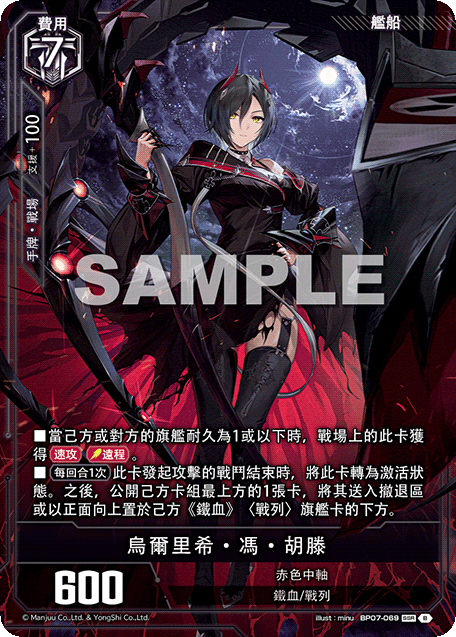 費用
7
艦船
手牌・戰場 支援+100
SAMPLE
■當己方或對方的旗艦耐久為1或以下時，戰場上的此卡獲
得 速攻 遠程 。
■ 每回合1次 此卡發起攻擊的戰鬥結束時，將此卡轉為激活狀
態。之後，公開己方卡組最上方的1張卡，將其送入撤退區
或以正面向上置於己方《鐵血》〈戰列〉旗艦卡的下方。
烏爾里希・馮・胡滕
600
赤色中軸
鐵血/戰列
© Manjuu Co.,Ltd. & YongShi Co.,Ltd.
illust : minu BP07-069 SSR B